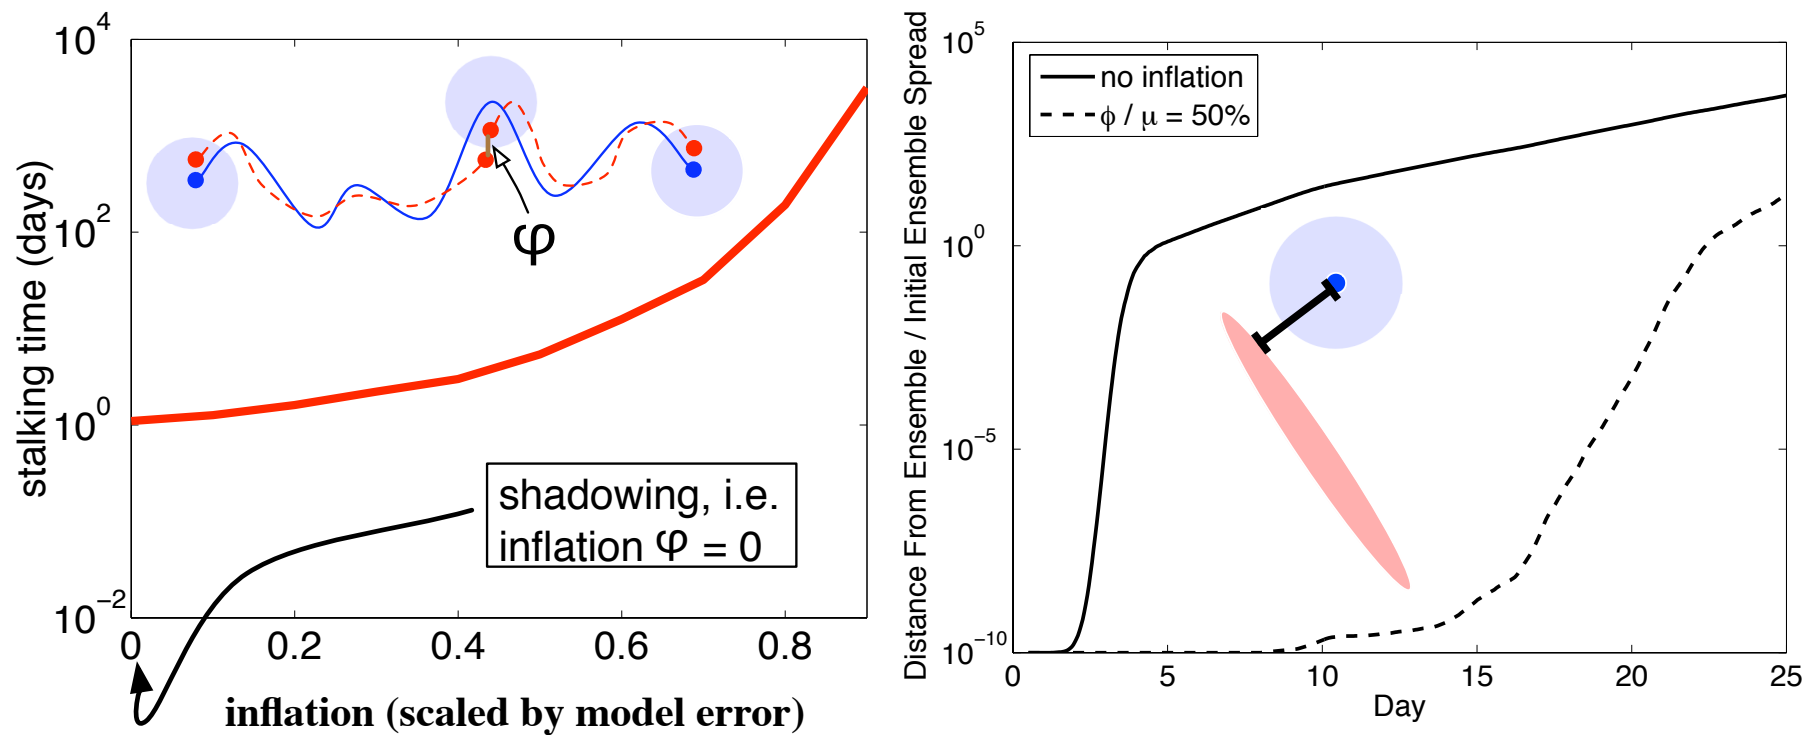 10^4
10^2
10^0
10^-2
stalking time (days)
φ
shadowing, i.e.
inflation φ = 0
0 0.2 0.4 0.6 0.8
inflation (scaled by model error)
Distance From Ensemble / Initial Ensemble Spread
10^5
10^0
10^-5
10^-10
no inflation
ϕ / μ = 50%
0 5 10 15 20 25
Day